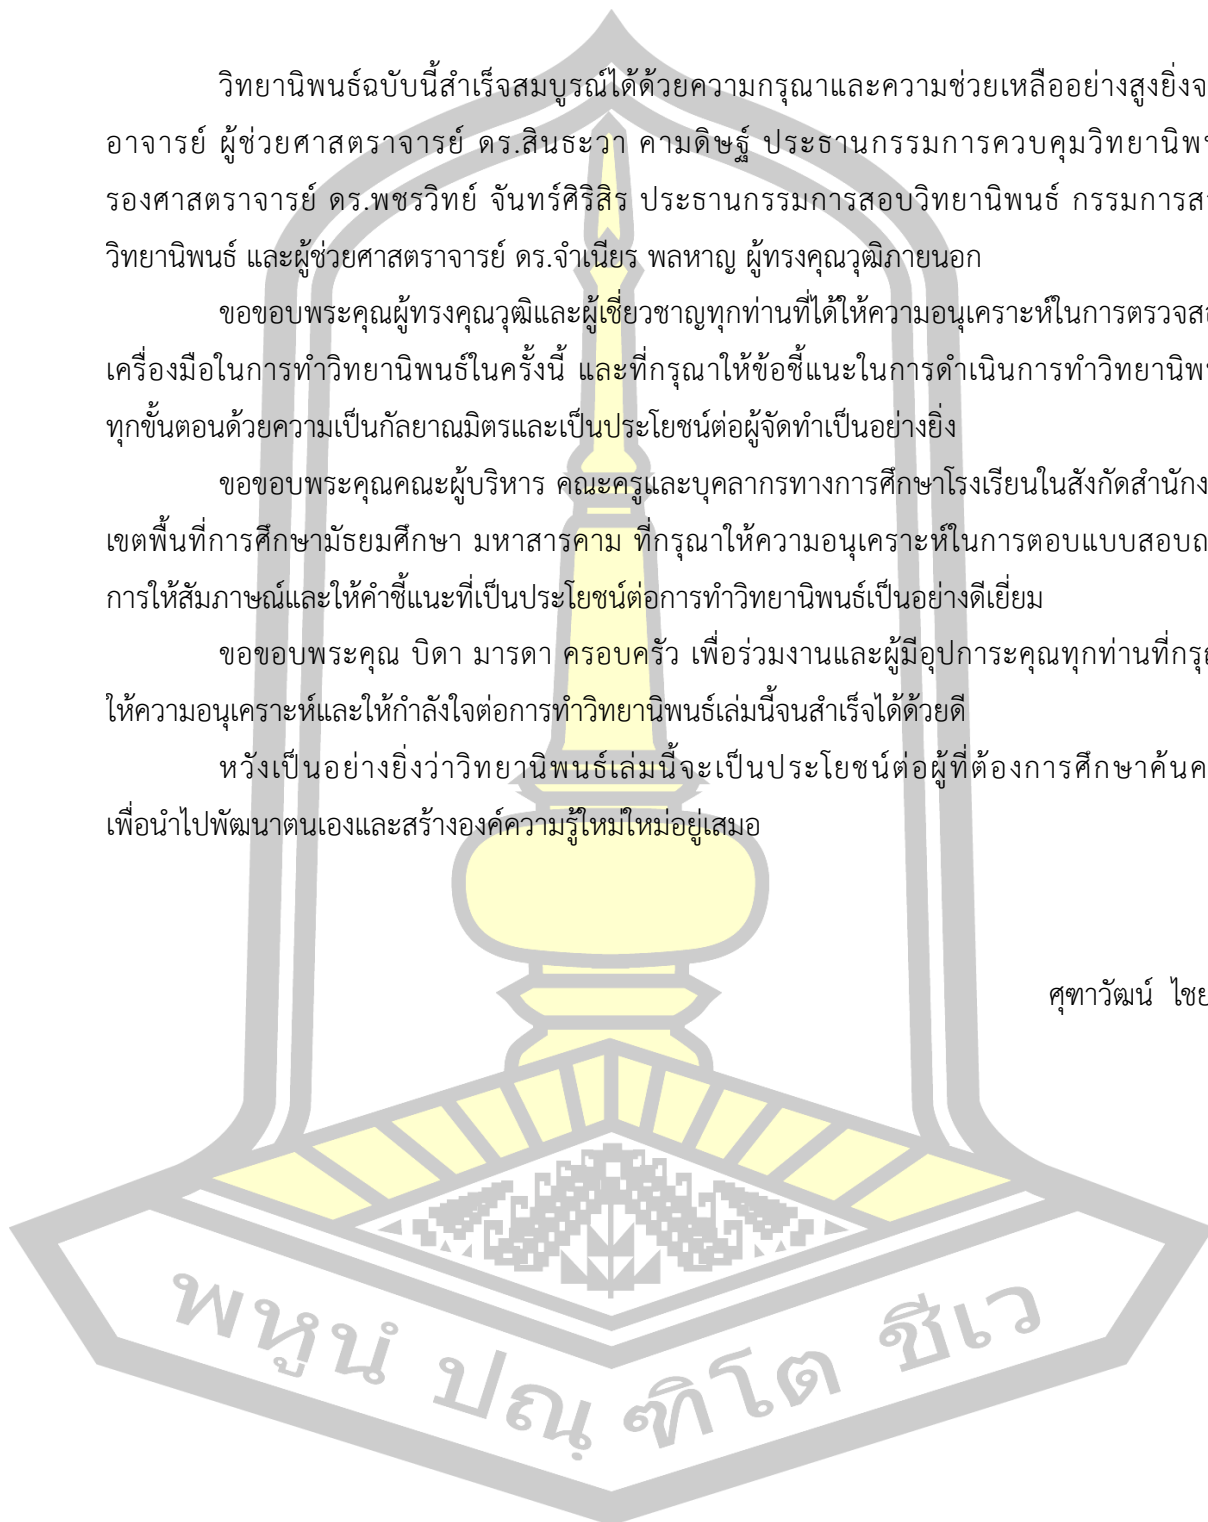 วิทยานิพนธ์ฉบับนี้สำเร็จสมบูรณ์ได้ด้วยความกรุณาและความช่วยเหลืออย่างสูงยิ่งจ
อาจารย์ ผู้ช่วยศาสตราจารย์ ดร.สินธะวา คามดิษฐ์ ประธานกรรมการควบคุมวิทยานิพ
รองศาสตราจารย์ ดร.พชรวิทย์ จันทร์ศิริสิร ประธานกรรมการสอบวิทยานิพนธ์ กรรมการส
วิทยานิพนธ์ และผู้ช่วยศาสตราจารย์ ดร.จำเนียร พลหาญ ผู้ทรงคุณวุฒิภายนอก
ขอขอบพระคุณผู้ทรงคุณวุฒิและผู้เชี่ยวชาญทุกท่านที่ได้ให้ความอนุเคราะห์ในการตรวจส
เครื่องมือในการทำวิทยานิพนธ์ในครั้งนี้ และที่กรุณาให้ข้อชี้แนะในการดำเนินการทำวิทยานิพ
ทุกขั้นตอนด้วยความเป็นกัลยาณมิตรและเป็นประโยชน์ต่อผู้จัดทำเป็นอย่างยิ่ง
ขอขอบพระคุณคณะผู้บริหาร คณะครูและบุคลากรทางการศึกษาโรงเรียนในสังกัดสำนักง
เขตพื้นที่การศึกษามัธยมศึกษา มหาสารคาม ที่กรุณาให้ความอนุเคราะห์ในการตอบแบบสอบถ
การให้สัมภาษณ์และให้คำชี้แนะที่เป็นประโยชน์ต่อการทำวิทยานิพนธ์เป็นอย่างดีเยี่ยม
ขอขอบพระคุณ บิดา มารดา ครอบครัว เพื่อร่วมงานและผู้มีอุปการะคุณทุกท่านที่กรุณ
ให้ความอนุเคราะห์และให้กำลังใจต่อการทำวิทยานิพนธ์เล่มนี้จนสำเร็จได้ด้วยดี
หวังเป็นอย่างยิ่งว่าวิทยานิพนธ์เล่มนี้จะเป็นประโยชน์ต่อผู้ที่ต้องการศึกษาค้นค
เพื่อนำไปพัฒนาตนเองและสร้างองค์ความรู้ใหม่ใหม่อยู่เสมอ
ศุฑาวัฒน์ ไชย
พหูนํ ปณฺฑิโต ชีเว